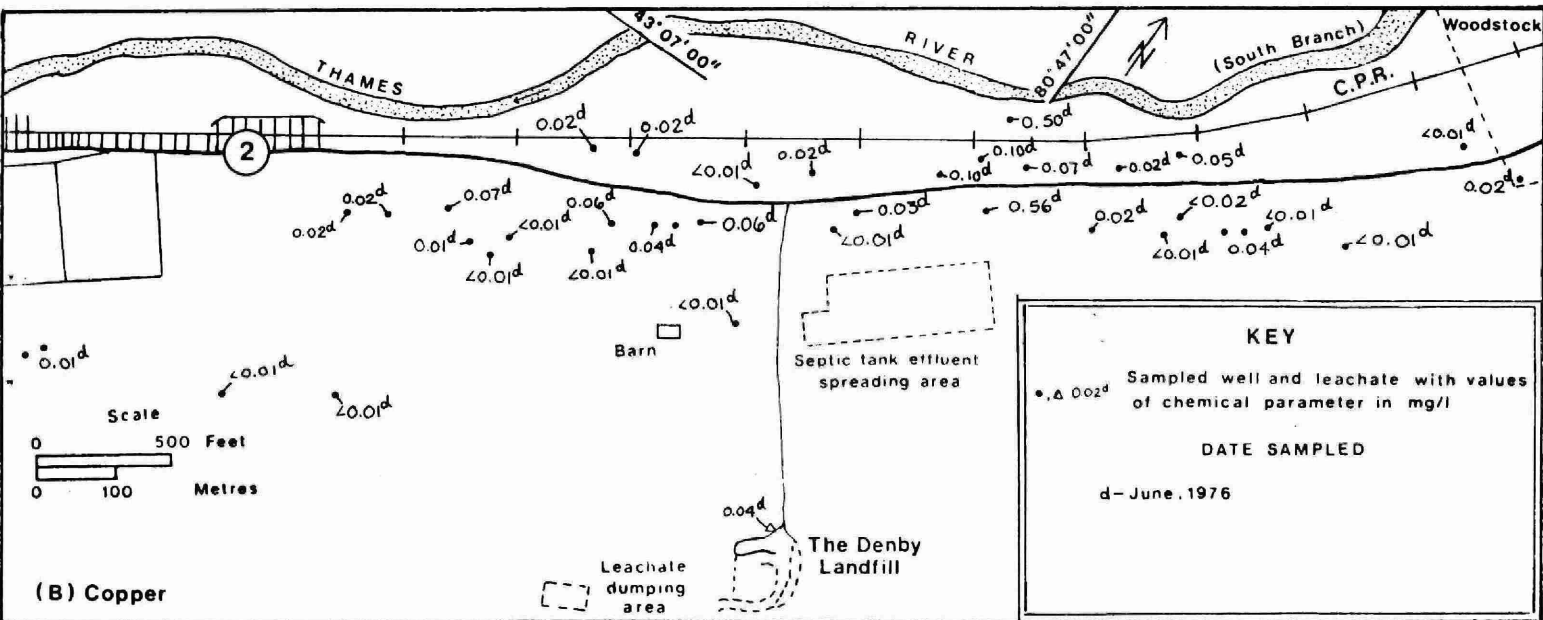 43°07'00"
80°47'00"
N
Woodstock
THAMES
RIVER
(South Branch)
C.P.R.
2
0.50ᵈ
0.02ᵈ
0.02ᵈ
<0.01ᵈ
0.02ᵈ
0.10ᵈ
0.10ᵈ
0.07ᵈ
0.02ᵈ
0.05ᵈ
<0.01ᵈ
0.02ᵈ
0.02ᵈ
0.02ᵈ
0.07ᵈ
0.01ᵈ
<0.01ᵈ
<0.01ᵈ
0.06ᵈ
<0.01ᵈ
0.04ᵈ
0.06ᵈ
0.03ᵈ
<0.01ᵈ
0.56ᵈ
0.02ᵈ
<0.02ᵈ
<0.01ᵈ
<0.01ᵈ
0.04ᵈ
<0.01ᵈ
<0.01ᵈ
Barn
Septic tank effluent
spreading area
0.01ᵈ
<0.01ᵈ
<0.01ᵈ
Scale
0 500 Feet
0 100 Metres
0.04ᵈ
The Denby
Landfill
Leachate
dumping
area
(B) Copper
KEY
•,△ 0.02ᵈ Sampled well and leachate with values
of chemical parameter in mg/l
DATE SAMPLED
d–June, 1976